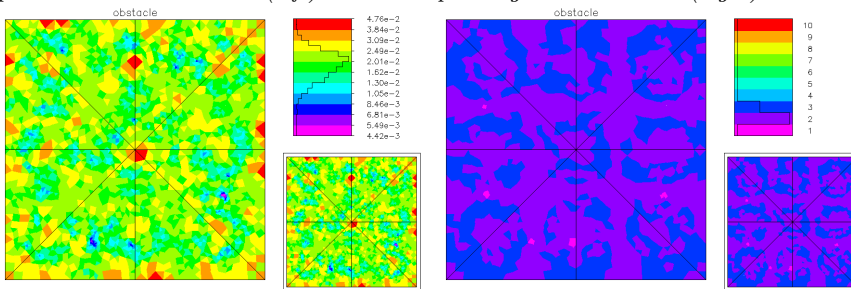 obstacle
4.76e-2
3.84e-2
3.09e-2
2.49e-2
2.01e-2
1.62e-2
1.30e-2
1.05e-2
8.46e-3
6.81e-3
5.49e-3
4.42e-3
obstacle
10
9
8
7
6
5
4
3
2
1